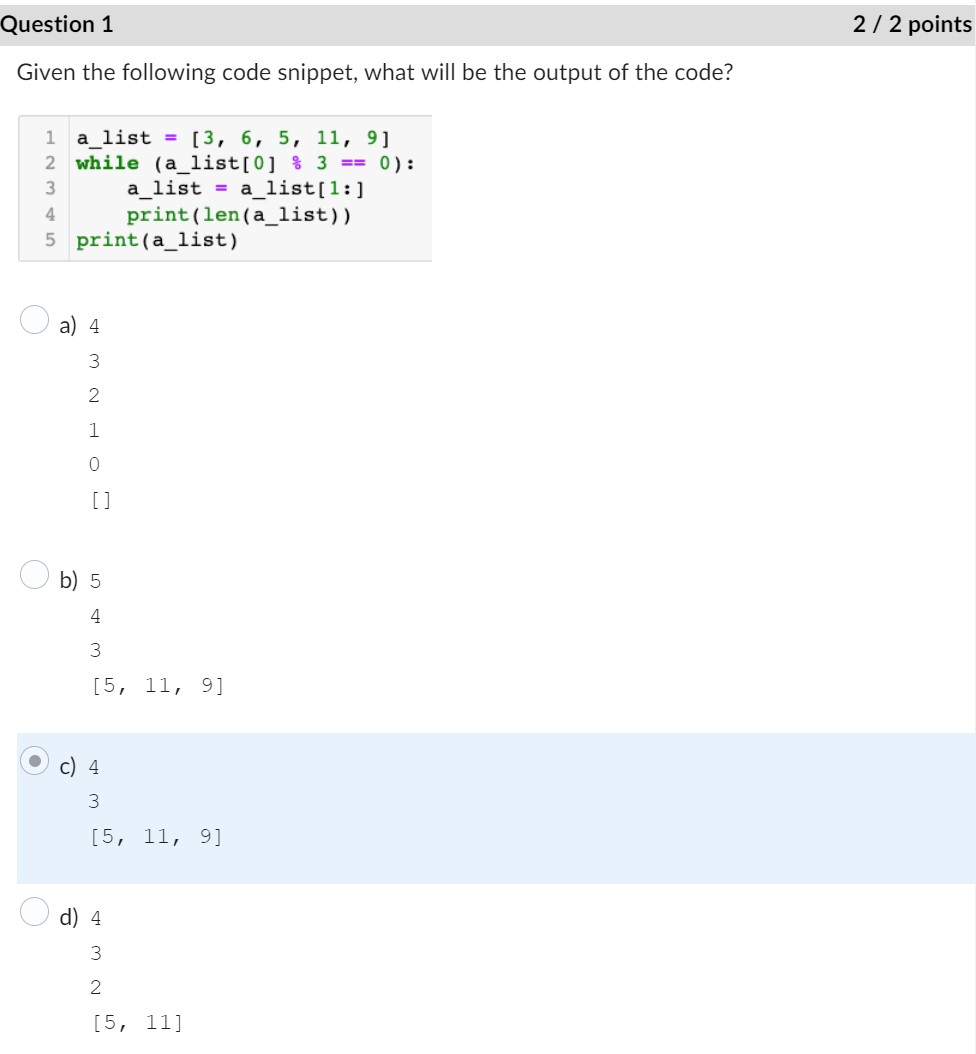 Question 1 2 / 2 points
Given the following code snippet, what will be the output of the code?
1 a_list = [3, 6, 5, 11, 9]
2 while (a_list[0] % 3 == 0):
3     a_list = a_list[1:]
4     print(len(a_list))
5 print(a_list)
a) 4
3
2
1
0
[]
b) 5
4
3
[5, 11, 9]
c) 4
3
[5, 11, 9]
d) 4
3
2
[5, 11]